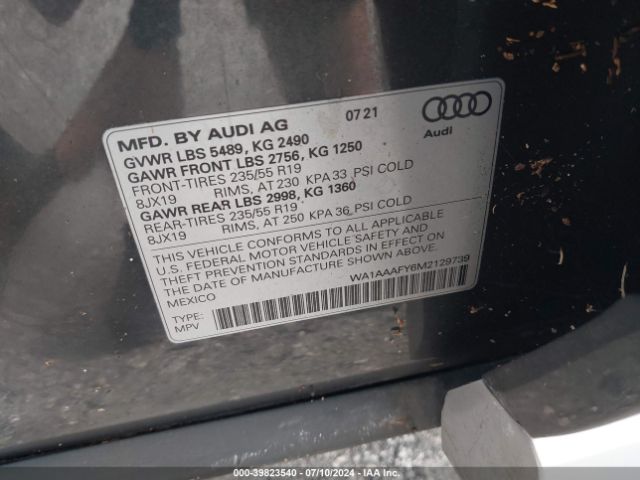 MFD. BY AUDI AG 07 21
Audi
GVWR LBS 5489, KG 2490
GAWR FRONT LBS 2756, KG 1250
FRONT-TIRES 235/55 R19
8JX19 RIMS, AT 230 KPA 33 PSI COLD
GAWR REAR LBS 2998, KG 1360
REAR-TIRES 235/55 R19,
8JX19 RIMS, AT 250 KPA 36 PSI COLD
THIS VEHICLE CONFORMS TO ALL APPLICABLE
U.S. FEDERAL MOTOR VEHICLE SAFETY AND
THEFT PREVENTION STANDARDS IN EFFECT ON
THE DATE OF MANUFACTURE SHOWN ABOVE.
MEXICO
WA1AAAFY6M2129739
TYPE:
MPV
000-39823540 - 07/10/2024 - IAA Inc.